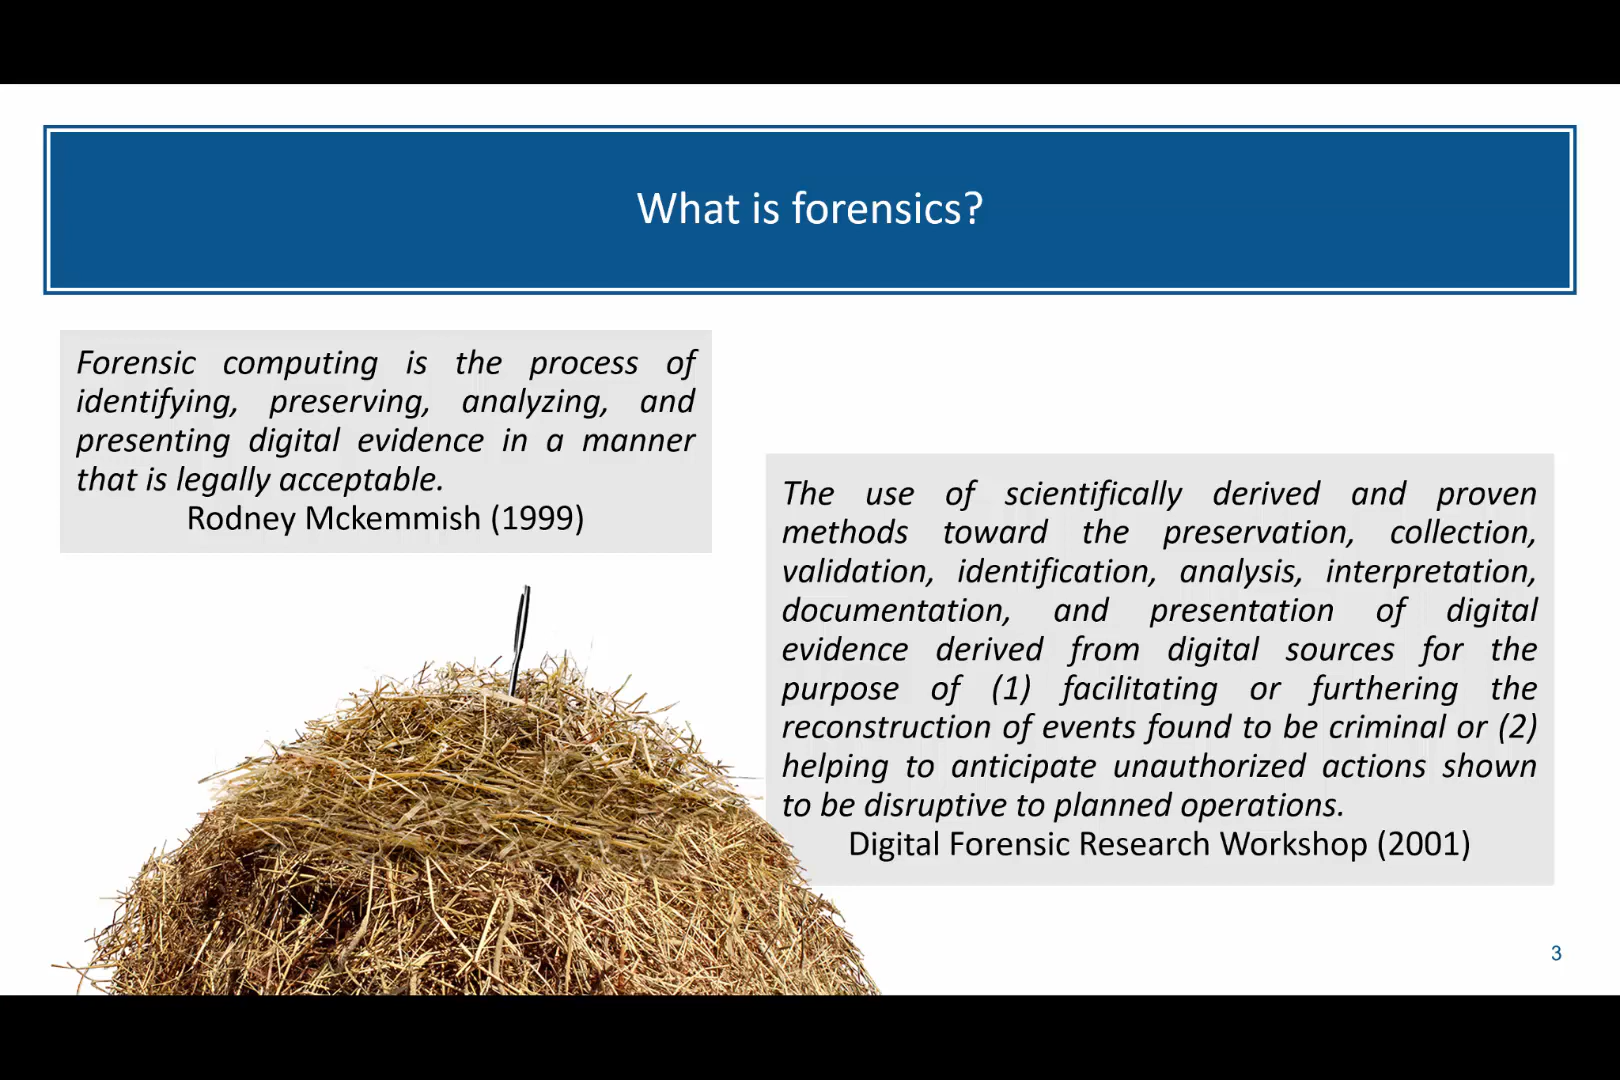 What is forensics?
Forensic computing is the process of
identifying, preserving, analyzing, and
presenting digital evidence in a manner
that is legally acceptable.
Rodney Mckemmish (1999)
The use of scientifically derived and proven
methods toward the preservation, collection,
validation, identification, analysis, interpretation,
documentation, and presentation of digital
evidence derived from digital sources for the
purpose of (1) facilitating or furthering the
reconstruction of events found to be criminal or (2)
helping to anticipate unauthorized actions shown
to be disruptive to planned operations.
Digital Forensic Research Workshop (2001)
3